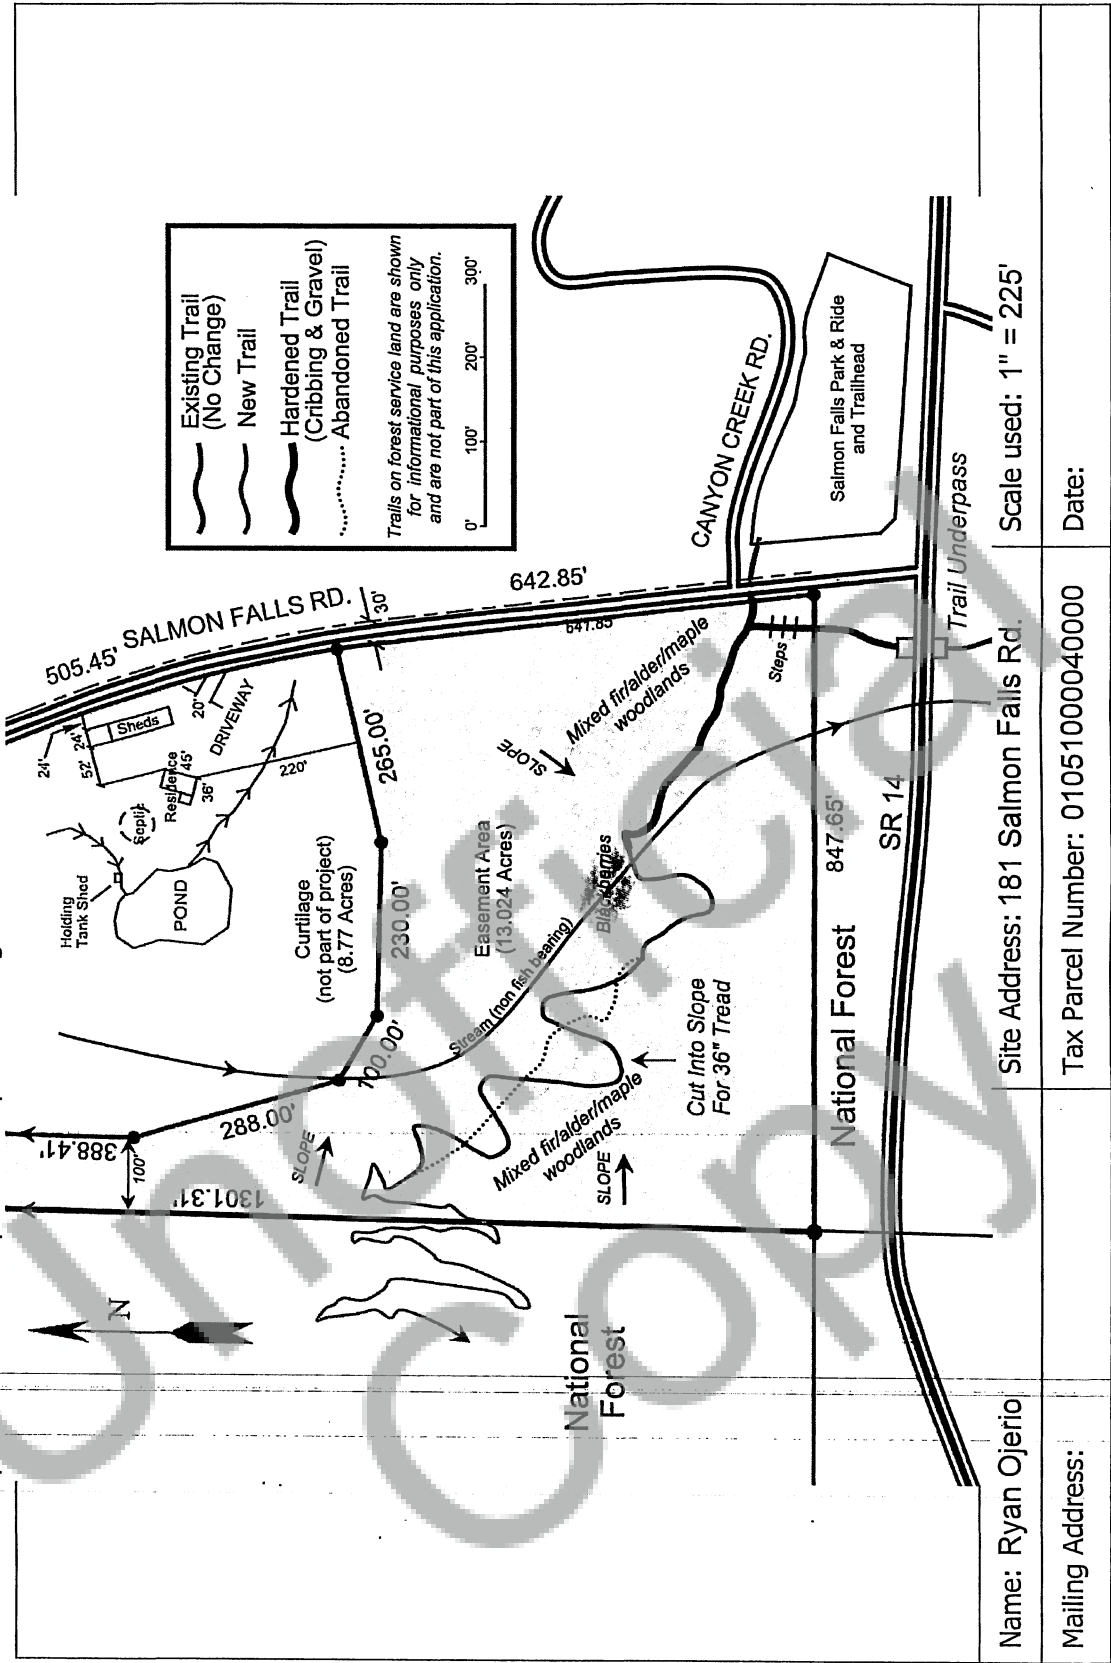 Existing Trail
(No Change)
New Trail
Hardened Trail
(Cribbing & Gravel)
Abandoned Trail
Trails on forest service land are shown
for informational purposes only
and are not part of this application.
0' 100' 200' 300'
505.45'
SALMON FALLS RD.
30'
642.85'
647.85'
CANYON CREEK RD.
Salmon Falls Park & Ride
and Trailhead
24'
24'
52'
Sheds
20'
DRIVEWAY
Residence
45'
36'
220'
Septic
Holding
Tank Shed
POND
Curtilage
(not part of project)
(8.77 Acres)
265.00'
230.00'
100.00'
288.00'
388.41'
100'
1301.31'
N
Easement Area
(13.024 Acres)
Stream (non fish bearing)
Blackberries
SLOPE
Mixed fir/alder/maple
woodlands
Steps
SLOPE
Mixed fir/alder/maple
woodlands
SLOPE
Cut Into Slope
For 36" Tread
National
Forest
National Forest
847.65'
SR 14
Trail Underpass
Unofficial
Copy
Name: Ryan Ojerio
Site Address: 181 Salmon Falls Rd.
Scale used: 1" = 225'
Mailing Address:
Tax Parcel Number: 01051000040000
Date: